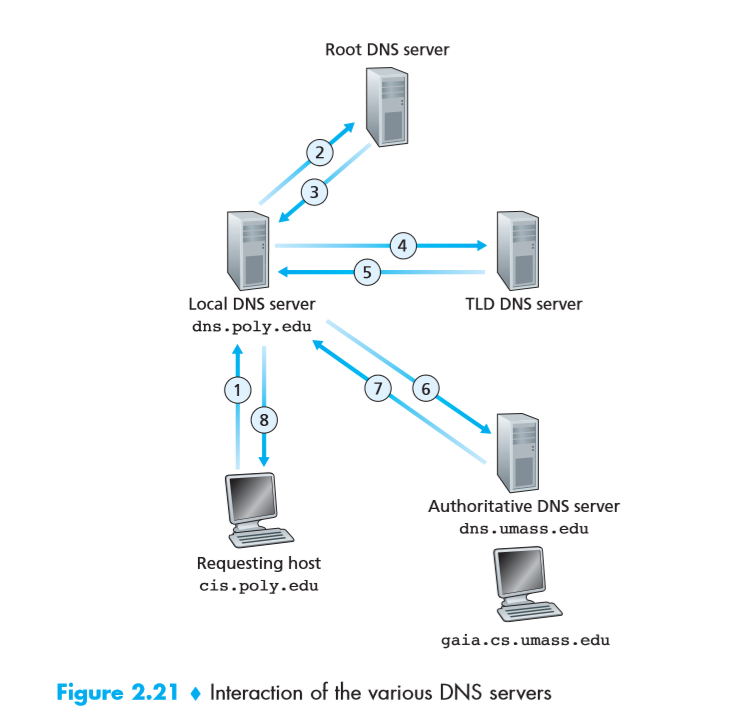 Root DNS server
2
3
4
5
Local DNS server
dns.poly.edu
TLD DNS server
1
8
7
6
Authoritative DNS server
dns.umass.edu
Requesting host
cis.poly.edu
gaia.cs.umass.edu
Figure 2.21 ♦ Interaction of the various DNS servers